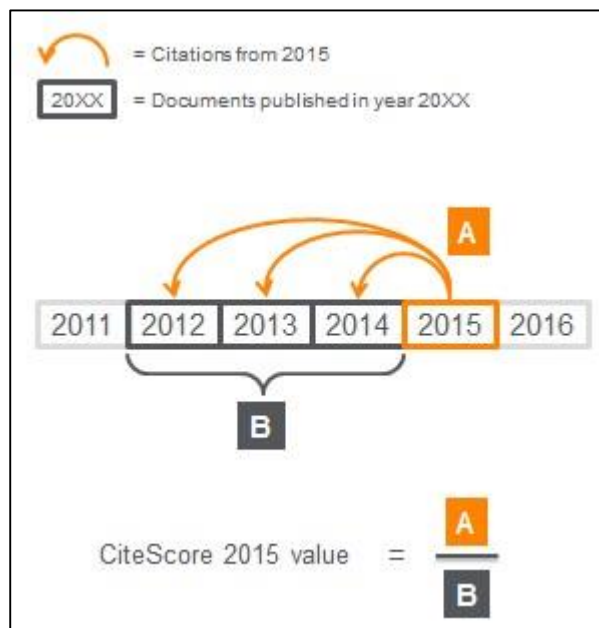 = Citations from 2015
20XX = Documents published in year 20XX
A
2011 2012 2013 2014 2015 2016
B
CiteScore 2015 value = A
B